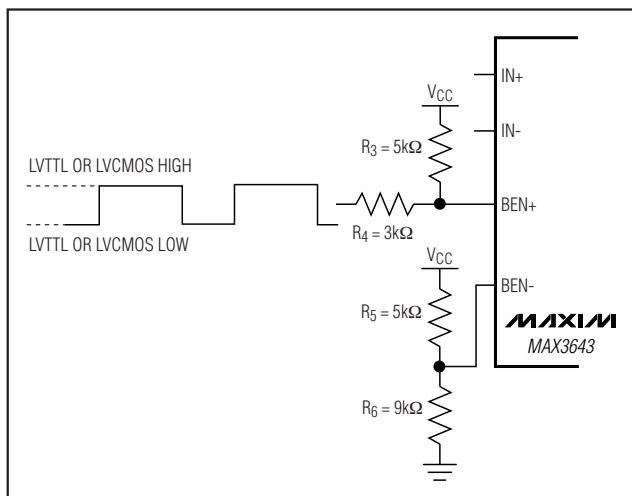 IN+
VCC
IN-
R3 = 5kΩ
LVTTL OR LVCMOS HIGH
BEN+
LVTTL OR LVCMOS LOW
R4 = 3kΩ
VCC
BEN-
R5 = 5kΩ
MAXIM
MAX3643
R6 = 9kΩ